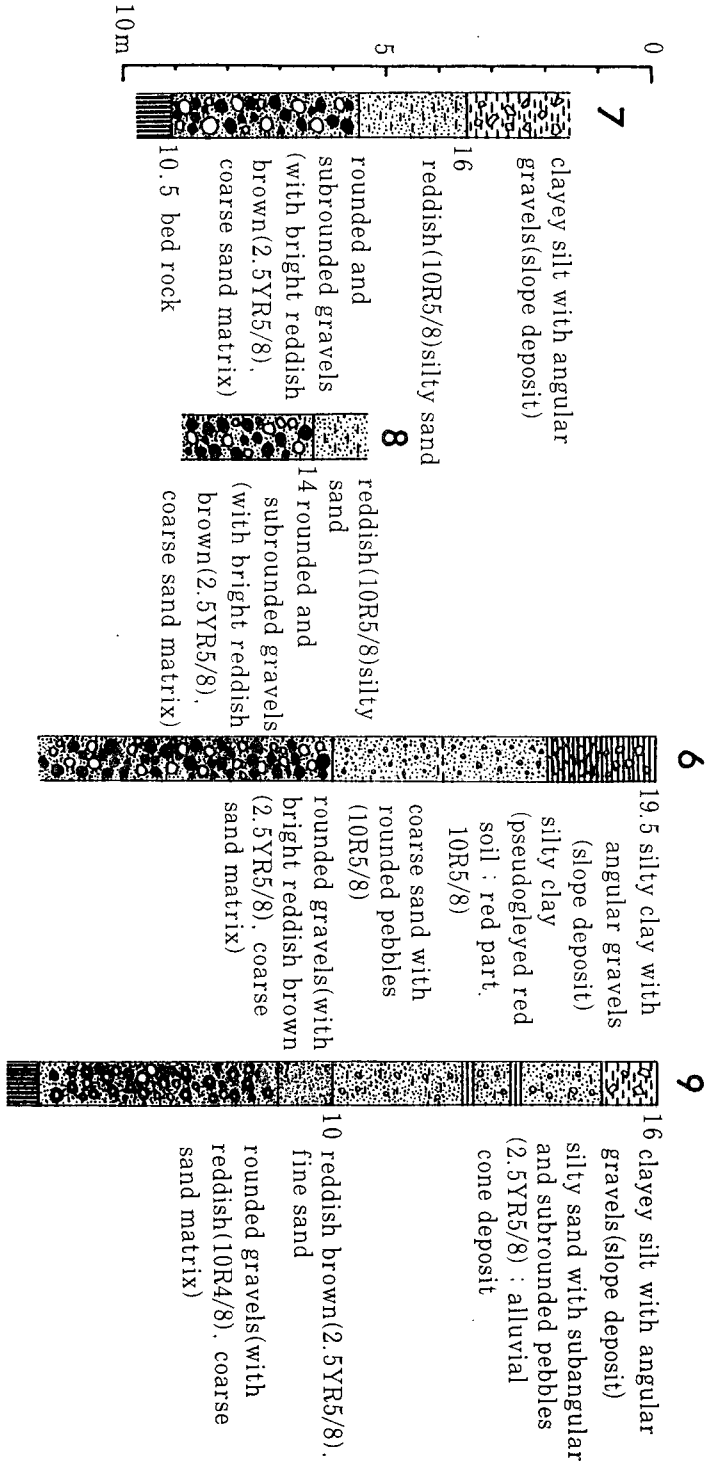 0
5
10m
7
clayey silt with angular
gravels(slope deposit)
16
reddish(10R5/8)silty sand
rounded and
subrounded gravels
(with bright reddish
brown(2.5YR5/8).
coarse sand matrix)
10.5 bed rock
8
reddish(10R5/8)silty
sand
14 rounded and
subrounded gravels
(with bright reddish
brown(2.5YR5/8).
coarse sand matrix)
6
19.5 silty clay with
angular gravels
(slope deposit)
silty clay
(pseudogleyed red
soil : red part.
10R5/8)
coarse sand with
rounded pebbles
(10R5/8)
rounded gravels(with
bright reddish brown
(2.5YR5/8). coarse
sand matrix)
9
16 clayey silt with angular
gravels(slope deposit)
silty sand with subangular
and subrounded pebbles
(2.5YR5/8) : alluvial
cone deposit
10 reddish brown(2.5YR5/8).
fine sand
rounded gravels(with
reddish(10R4/8). coarse
sand matrix)